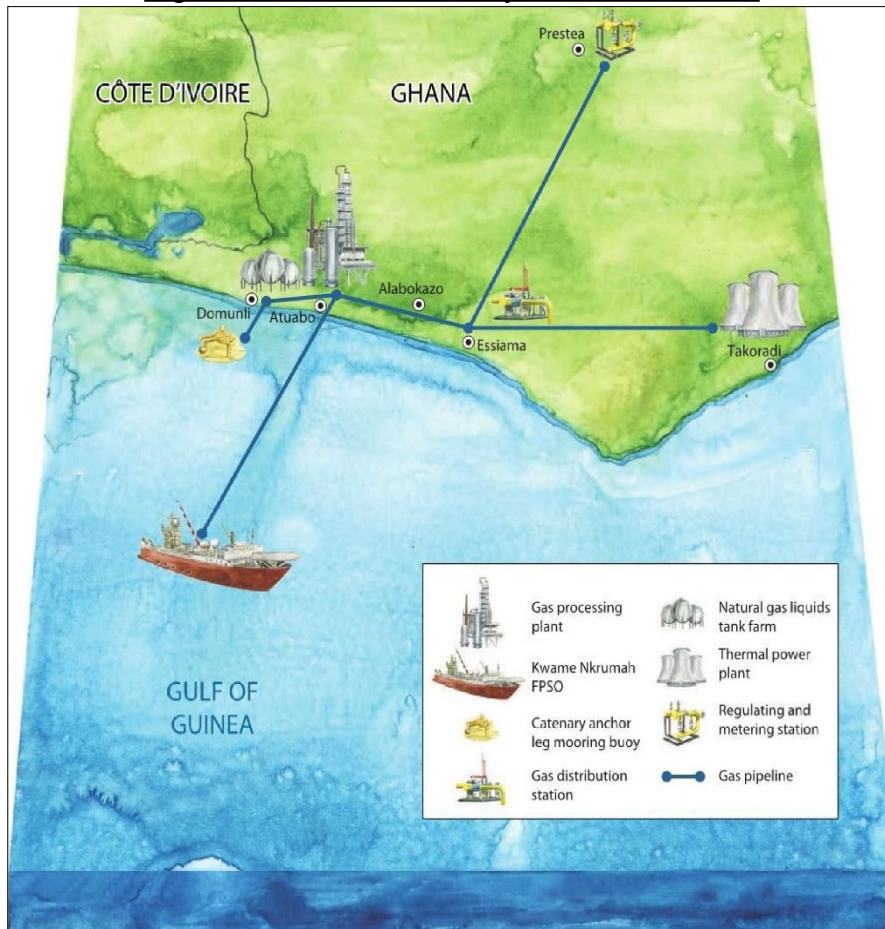 Prestea
CÔTE D'IVOIRE
GHANA
Alabokazo
Domunli
Atuabo
Essiama
Takoradi
GULF OF
GUINEA
Gas processing
plant
Kwame Nkrumah
FPSO
Catenary anchor
leg mooring buoy
Gas distribution
station
Natural gas liquids
tank farm
Thermal power
plant
Regulating and
metering station
Gas pipeline